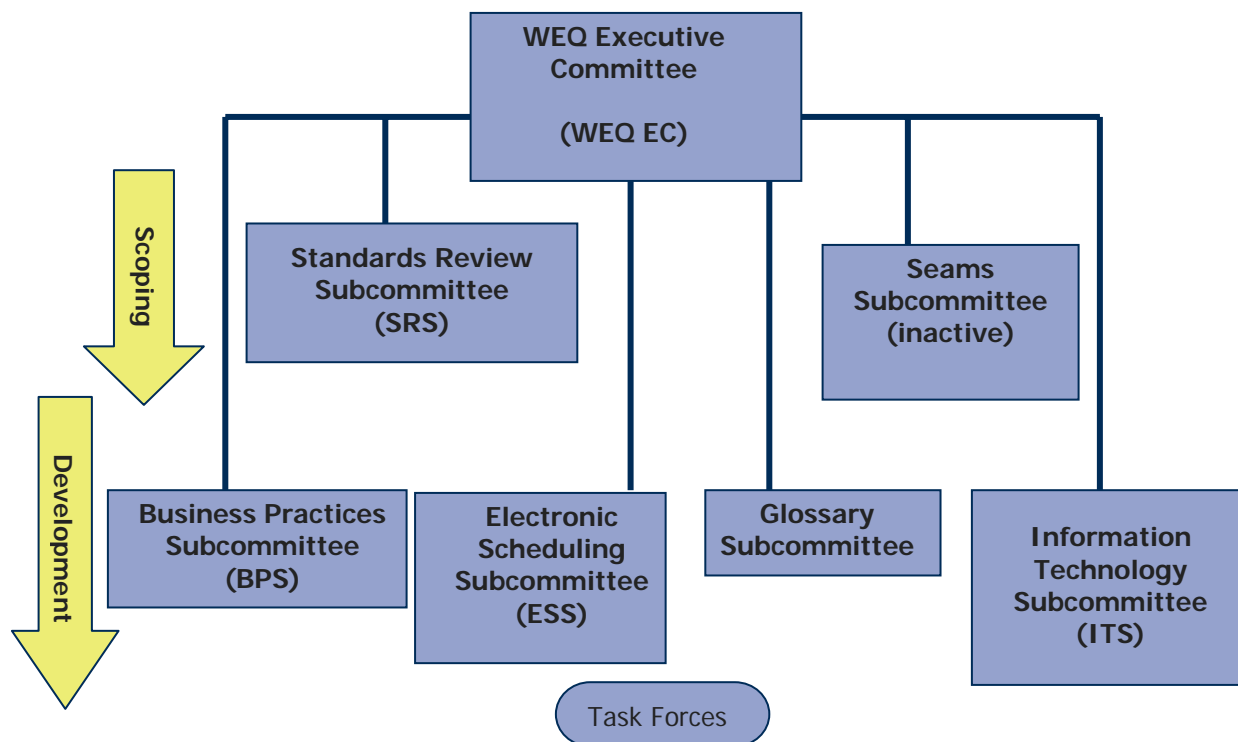 WEQ Executive
Committee
(WEQ EC)
Scoping
Standards Review
Subcommittee
(SRS)
Seams
Subcommittee
(inactive)
Development
Business Practices
Subcommittee
(BPS)
Electronic
Scheduling
Subcommittee
(ESS)
Glossary
Subcommittee
Information
Technology
Subcommittee
(ITS)
Task Forces